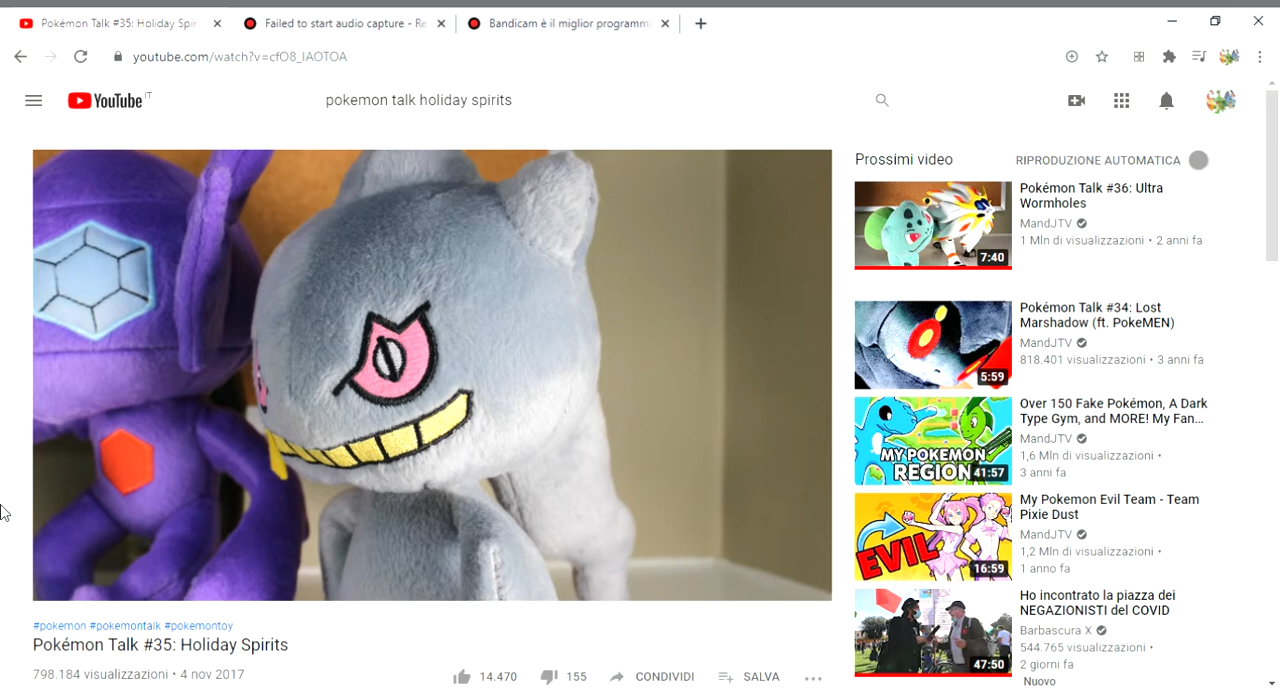 Pokémon Talk #35: Holiday Spir
Failed to start audio capture - Re
Bandicam è il miglior programma
youtube.com/watch?v=cfO8_IAOTOA
YouTube IT
pokemon talk holiday spirits
Prossimi video
RIPRODUZIONE AUTOMATICA
Pokémon Talk #36: Ultra
Wormholes
MandJTV
1 Mln di visualizzazioni • 2 anni fa
7:40
Pokémon Talk #34: Lost
Marshadow (ft. PokeMEN)
MandJTV
818.401 visualizzazioni • 3 anni fa
5:59
Over 150 Fake Pokémon, A Dark
Type Gym, and MORE! My Fan...
MandJTV
1,6 Mln di visualizzazioni •
3 anni fa
MY POKEMON
REGION
41:57
My Pokemon Evil Team - Team
Pixie Dust
MandJTV
1,2 Mln di visualizzazioni •
1 anno fa
EVIL
16:59
Ho incontrato la piazza dei
NEGAZIONISTI del COVID
Barbascura X
544.765 visualizzazioni •
2 giorni fa
Nuovo
47:50
#pokemon #pokemontalk #pokemontoy
Pokémon Talk #35: Holiday Spirits
798.184 visualizzazioni • 4 nov 2017
14.470
155
CONDIVIDI
SALVA